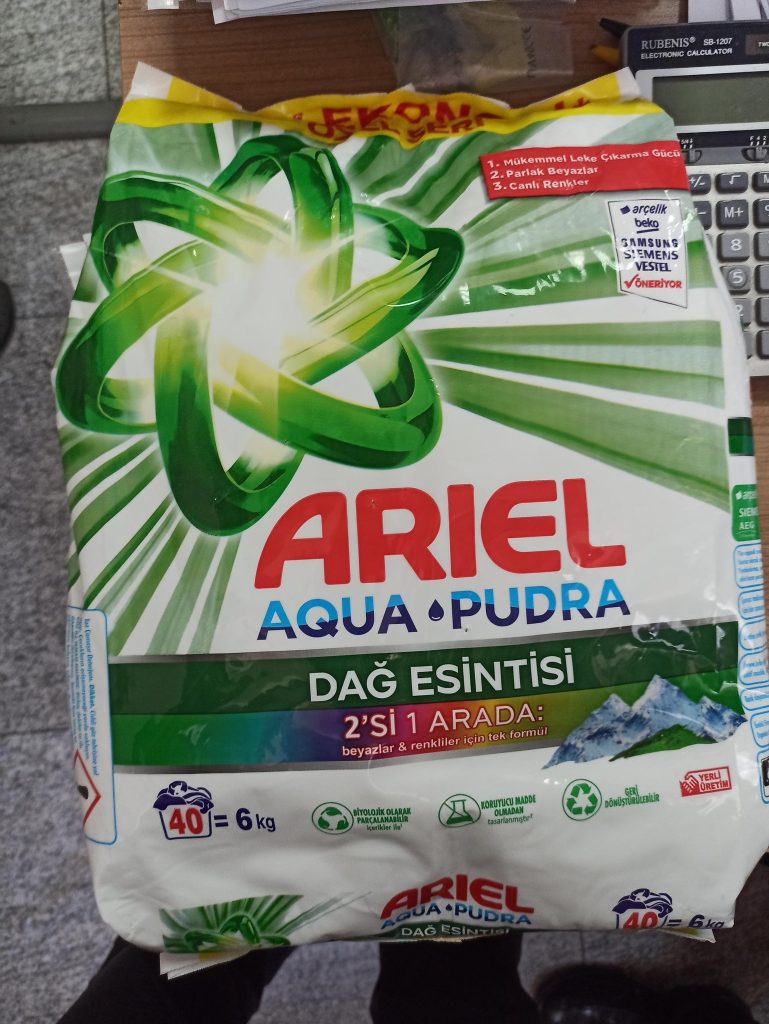 RUBENIS® SB-1207
ELECTRONIC CALCULATOR
1. Mükemmel Leke Çıkarma Gücü
2. Parlak Beyazlar
3. Canlı Renkler
arçelik
beko
SAMSUNG
SIEMENS
VESTEL
ÖNERİYOR
M+
8
5
ARIEL
AQUA PUDRA
DAĞ ESİNTİSİ
2'Sİ 1 ARADA:
beyazlar & renkliler için tek formül
40 = 6 kg
BİYOLOJİK OLARAK
PARÇALANABİLİR
içerikler ile¹
KORUYUCU MADDE
OLMADAN
tasarlanmıştır²
GERİ
DÖNÜŞTÜRÜLEBİLİR
YERLİ
ÜRETİM
ARIEL
AQUA PUDRA
DAĞ ESİNTİSİ
40 = 6 kg